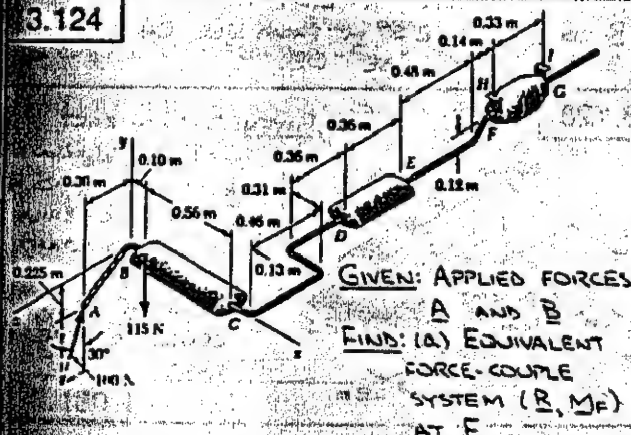 3.124
0.33 m
0.14 m
I
0.48 m
H
G
F
y
0.10 m
0.36 m
0.30 m
0.36 m
E
0.12 m
0.56 m
0.31 m
0.46 m
D
0.225 m
B
0.13 m
A
C
115 N
x
30°
GIVEN: APPLIED FORCES
A AND B
FIND: (a) EQUIVALENT
FORCE-COUPLE
SYSTEM (R, MF)
AT F